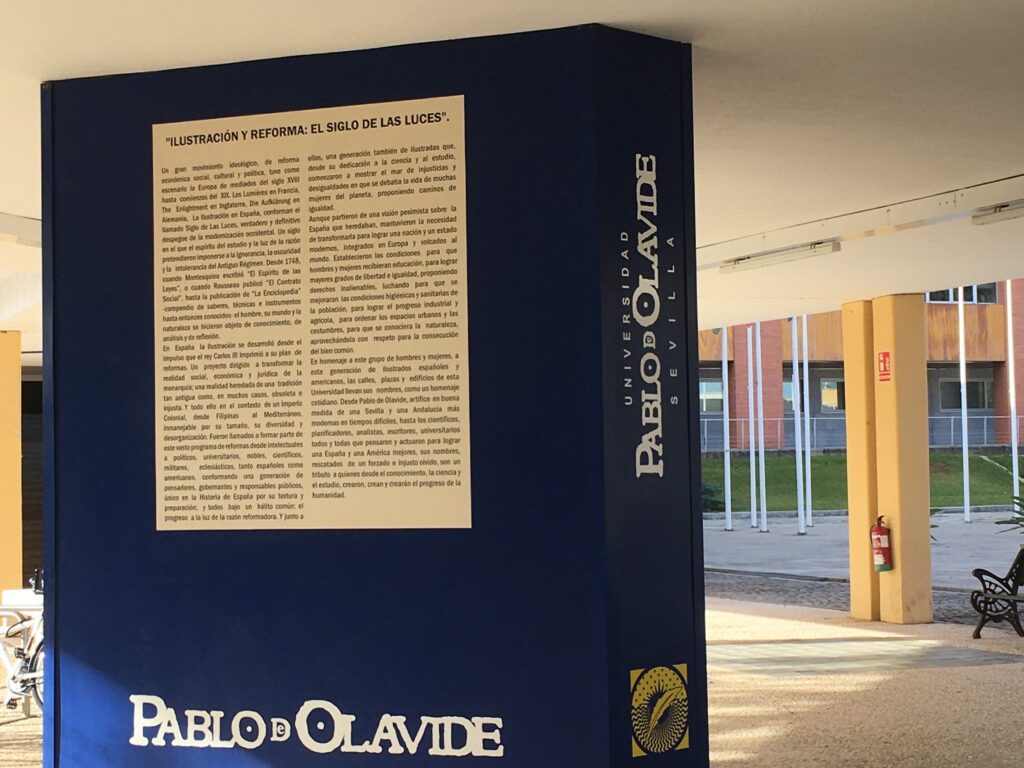 "ILUSTRACIÓN Y REFORMA: EL SIGLO DE LAS LUCES".
Un gran movimiento ideológico, de reforma
económica social, cultural y política, tuvo como
escenario la Europa de mediados del siglo XVIII
hasta comienzos del XIX. Les Lumières en Francia,
The Enlightment en Inglaterra, Die Aufklärung en
Alemania, La Ilustración en España, conforman el
llamado Siglo de Las Luces, verdadero y definitivo
despegue de la modernización occidental. Un siglo
en el que el espíritu del estudio y la luz de la razón
pretendieron imponerse a la ignorancia, la oscuridad
y la intolerancia del Antiguo Régimen. Desde 1748,
cuando Montesquieu escribió "El Espíritu de las
Leyes", o cuando Rousseau publicó "El Contrato
Social", hasta la publicación de "La Enciclopedia"
-compendio de saberes, técnicas e instrumentos
hasta entonces conocidos- el hombre, su mundo y la
naturaleza se hicieron objeto de conocimiento, de
análisis y de reflexión.
En España la Ilustración se desarrolló desde el
impulso que el rey Carlos III imprimió a su plan de
reformas. Un proyecto dirigido a transformar la
realidad social, económica y jurídica de la
monarquía; una realidad heredada de una tradición
tan antigua como, en muchos casos, obsoleta e
injusta. Y todo ello en el contexto de un Imperio
Colonial, desde Filipinas al Mediterráneo,
inmanejable por su tamaño, su diversidad y
desorganización. Fueron llamados a formar parte de
este vasto programa de reformas desde intelectuales
a políticos, universitarios, nobles, científicos,
militares, eclesiásticos, tanto españoles como
americanos, conformando una generación de
pensadores, gobernantes y responsables públicos,
único en la Historia de España por su textura y
preparación; y todos bajo un hálito común: el
progreso a la luz de la razón reformadora. Y junto a
ellos, una generación también de ilustradas que,
desde su dedicación a la ciencia y al estudio,
comenzaron a mostrar el mar de injusticias y
desigualdades en que se debatía la vida de muchas
mujeres del planeta, proponiendo caminos de
igualdad.
Aunque partieron de una visión pesimista sobre la
España que heredaban, mantuvieron la necesidad
de transformarla para lograr una nación y un estado
modernos, integrados en Europa y volcados al
mundo. Establecieron las condiciones para que
hombres y mujeres recibieran educación, para lograr
mayores grados de libertad e igualdad, proponiendo
derechos inalienables, luchando para que se
mejoraran las condiciones higiénicas y sanitarias de
la población, para lograr el progreso industrial y
agrícola, para ordenar los espacios urbanos y las
costumbres, para que se conociera la naturaleza,
aprovechándola con respeto para la consecución
del bien común.
En homenaje a este grupo de hombres y mujeres, a
esta generación de ilustrados españoles y
americanos, las calles, plazas y edificios de esta
Universidad llevan sus nombres, como un homenaje
cotidiano. Desde Pablo de Olavide, artífice en buena
medida de una Sevilla y una Andalucía más
modernas en tiempos difíciles, hasta los científicos,
planificadores, analistas, escritores, universitarios
todos y todas que pensaron y actuaron para lograr
una España y una América mejores, sus nombres,
rescatados de un forzado e injusto olvido, son un
tributo a quienes desde el conocimiento, la ciencia y
el estudio, crearon, crean y crearán el progreso de la
humanidad.
PABLO DE OLAVIDE
UNIVERSIDAD
PABLO DE OLAVIDE
SEVILLA